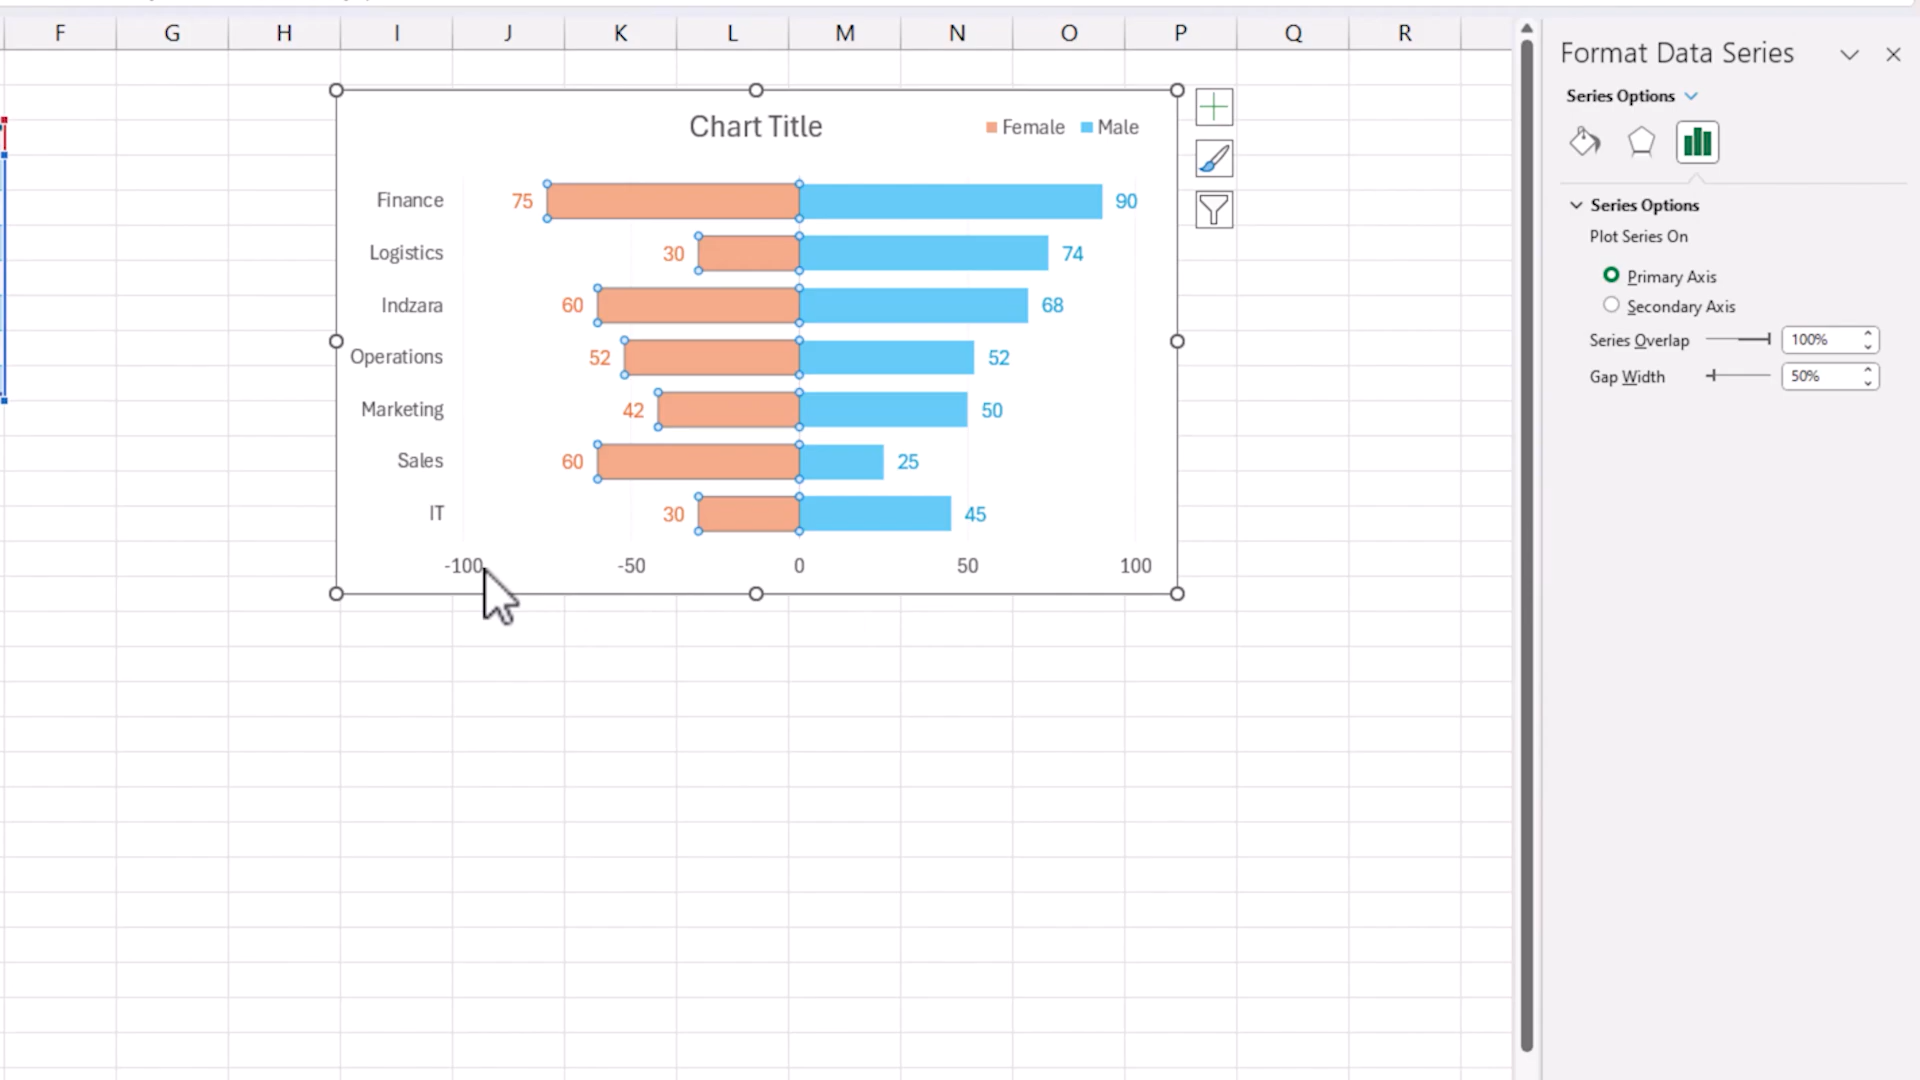 F G H I J K L M N O P Q R
Format Data Series
Series Options
Chart Title
Female Male
Finance 75 90
Logistics 30 74
Indzara 60 68
Operations 52 52
Marketing 42 50
Sales 60 25
IT 30 45
-100 -50 0 50 100
Series Options
Plot Series On
Primary Axis
Secondary Axis
Series Overlap 100%
Gap Width 50%